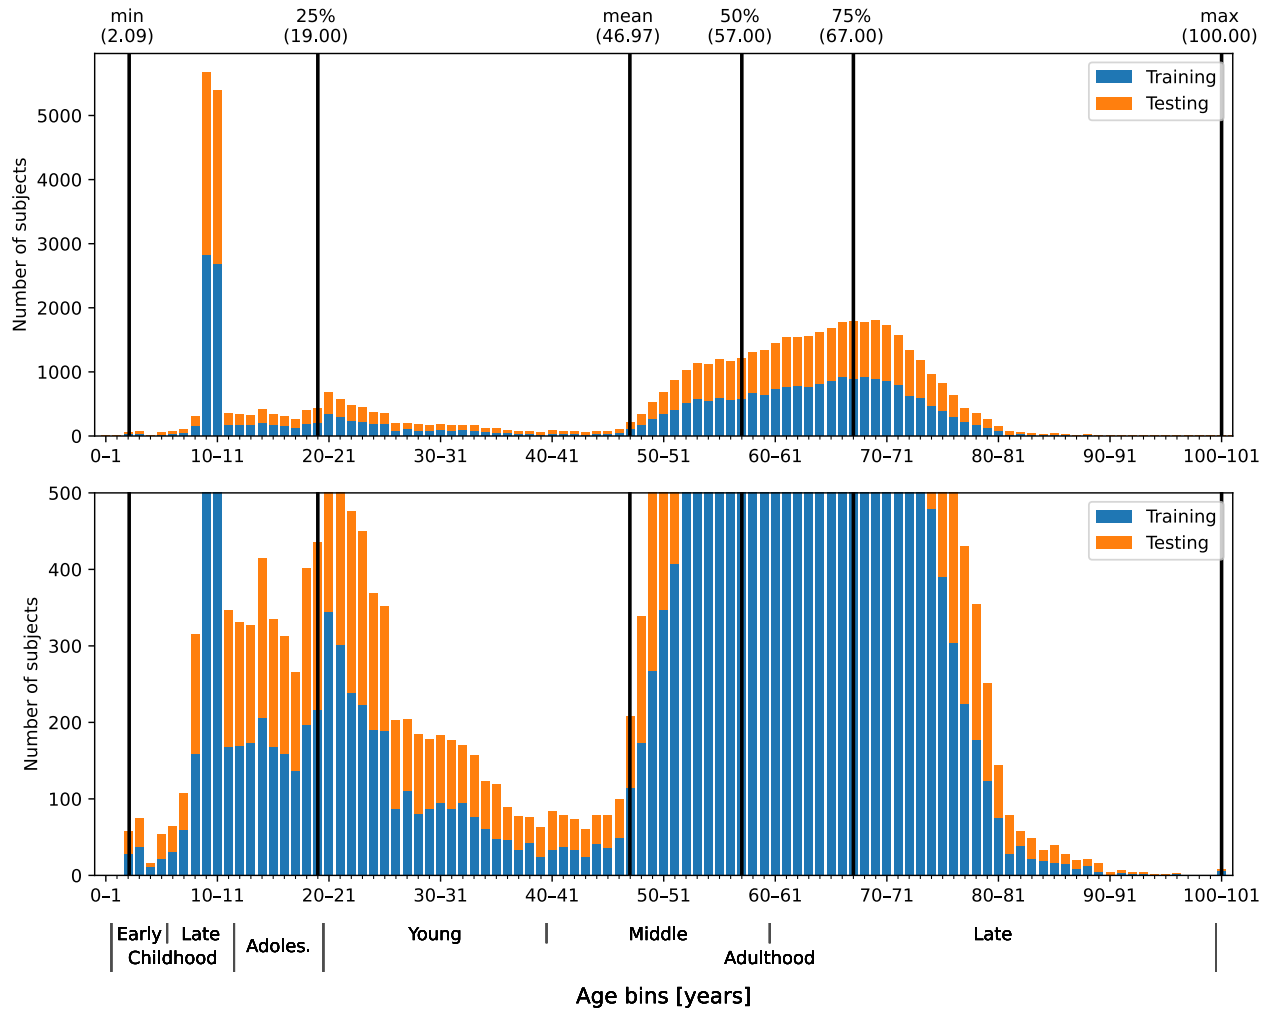 min 25% mean 50% 75% max
(2.09) (19.00) (46.97) (57.00) (67.00) (100.00)
Number of subjects
5000
4000
3000
2000
1000
0
Training
Testing
0–1 10–11 20–21 30–31 40–41 50–51 60–61 70–71 80–81 90–91 100–101
Number of subjects
500
400
300
200
100
0
Training
Testing
0–1 10–11 20–21 30–31 40–41 50–51 60–61 70–71 80–81 90–91 100–101
Early Late Adoles. Young Middle Late
Childhood Adulthood
Age bins [years]